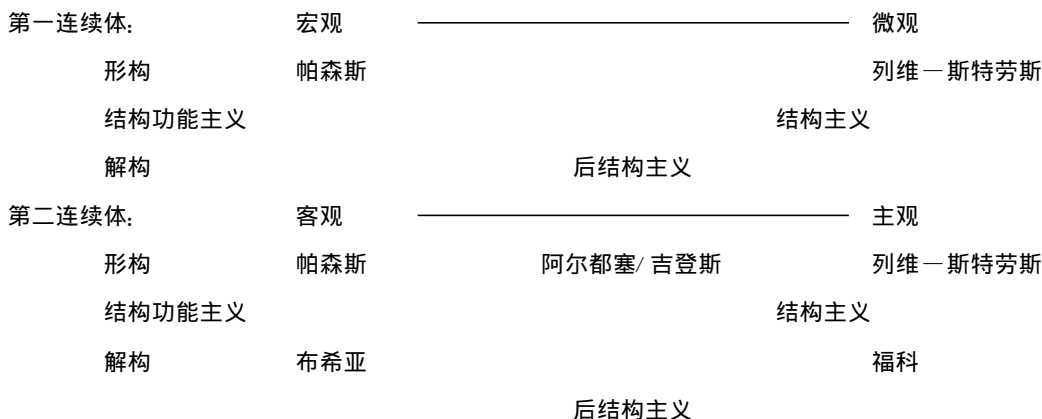 第一连续体： 宏观 微观
形构 帕森斯 列维—斯特劳斯
结构功能主义 结构主义
解构 后结构主义
第二连续体： 客观 主观
形构 帕森斯 阿尔都塞/ 吉登斯 列维—斯特劳斯
结构功能主义 结构主义
解构 布希亚 福科
后结构主义